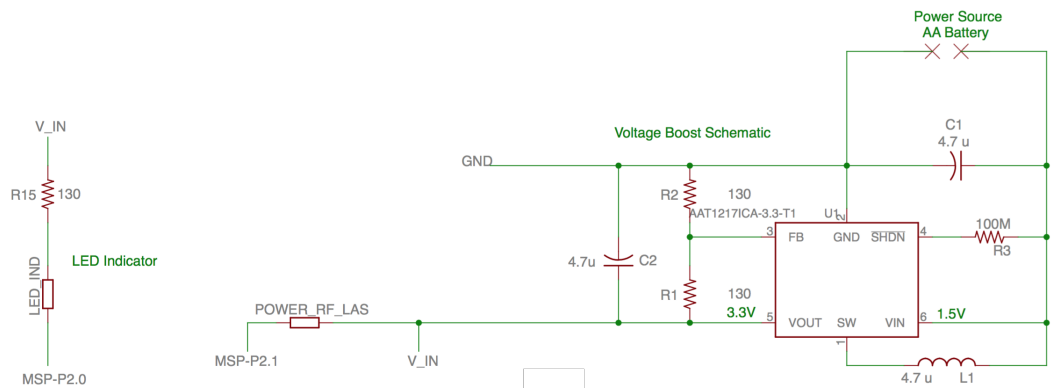 Power Source
AA Battery
V_IN
R15
130
LED_IND
LED Indicator
MSP-P2.0
Voltage Boost Schematic
C1
4.7 u
GND
R2
130
AAT1217ICA-3.3-T1
U1
2
3
FB
GND
SHDN
4
100M
R3
4.7u
C2
R1
130
3.3V
5
VOUT
SW
VIN
6
1.5V
1
POWER_RF_LAS
MSP-P2.1
V_IN
4.7 u
L1